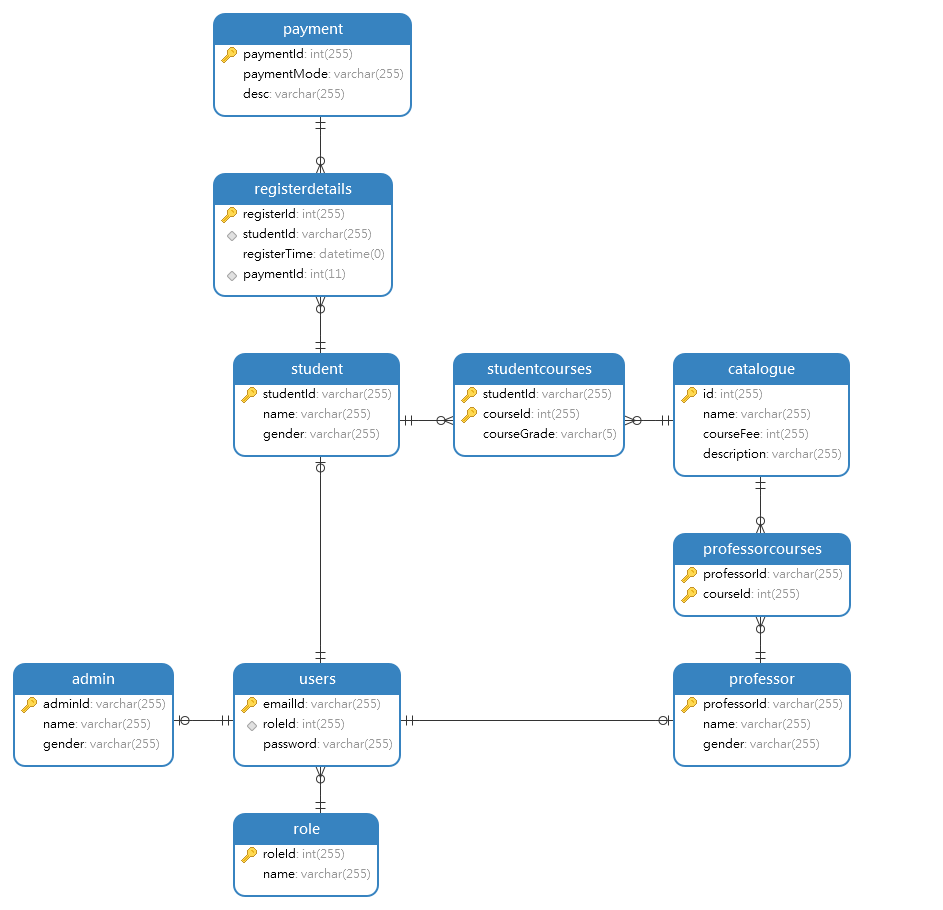 payment
paymentId: int(255)
paymentMode: varchar(255)
desc: varchar(255)
registerdetails
registerId: int(255)
studentId: varchar(255)
registerTime: datetime(0)
paymentId: int(11)
student
studentId: varchar(255)
name: varchar(255)
gender: varchar(255)
studentcourses
studentId: varchar(255)
courseId: int(255)
courseGrade: varchar(5)
catalogue
id: int(255)
name: varchar(255)
courseFee: int(255)
description: varchar(255)
professorcourses
professorId: varchar(255)
courseId: int(255)
admin
adminId: varchar(255)
name: varchar(255)
gender: varchar(255)
users
emailId: varchar(255)
roleId: int(255)
password: varchar(255)
professor
professorId: varchar(255)
name: varchar(255)
gender: varchar(255)
role
roleId: int(255)
name: varchar(255)